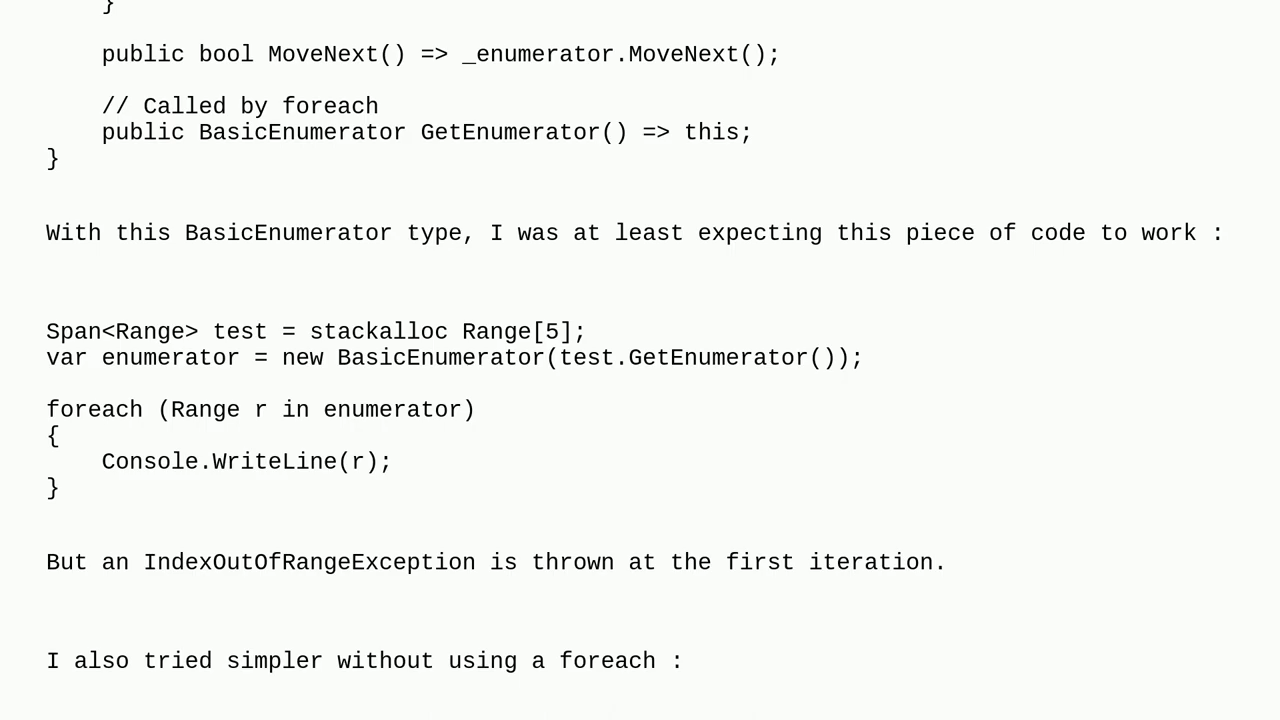 }
public bool MoveNext() => _enumerator.MoveNext();
// Called by foreach
public BasicEnumerator GetEnumerator() => this;
}
With this BasicEnumerator type, I was at least expecting this piece of code to work :
Span<Range> test = stackalloc Range[5];
var enumerator = new BasicEnumerator(test.GetEnumerator());
foreach (Range r in enumerator)
{
Console.WriteLine(r);
}
But an IndexOutOfRangeException is thrown at the first iteration.
I also tried simpler without using a foreach :